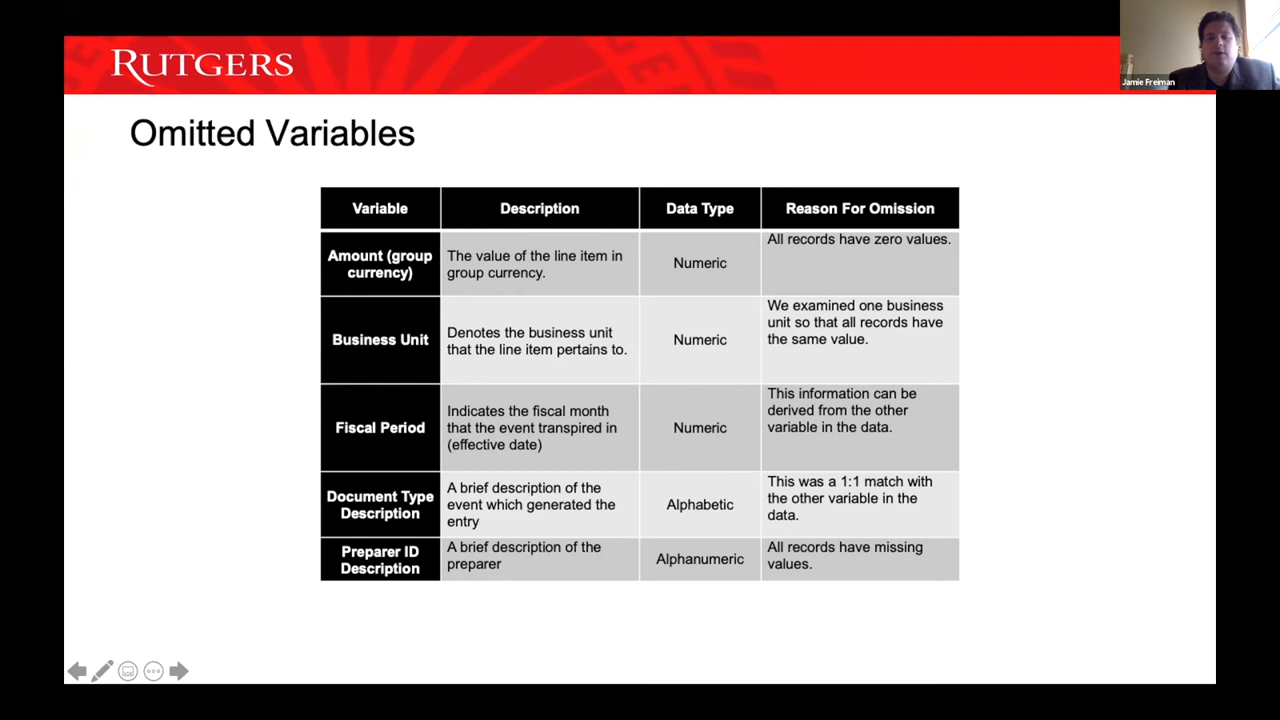 RUTGERS
Jamie Freiman
Omitted Variables
Variable
Description
Data Type
Reason For Omission
Amount (group
currency)
The value of the line item in
group currency.
Numeric
All records have zero values.
Business Unit
Denotes the business unit
that the line item pertains to.
Numeric
We examined one business
unit so that all records have
the same value.
Fiscal Period
Indicates the fiscal month
that the event transpired in
(effective date)
Numeric
This information can be
derived from the other
variable in the data.
Document Type
Description
A brief description of the
event which generated the
entry
Alphabetic
This was a 1:1 match with
the other variable in the
data.
Preparer ID
Description
A brief description of the
preparer
Alphanumeric
All records have missing
values.